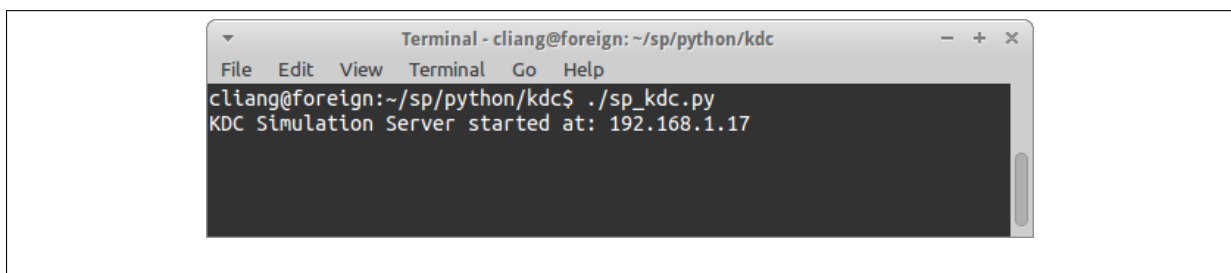 Terminal - cliang@foreign: ~/sp/python/kdc
File Edit View Terminal Go Help
cliang@foreign:~/sp/python/kdc$ ./sp_kdc.py
KDC Simulation Server started at: 192.168.1.17